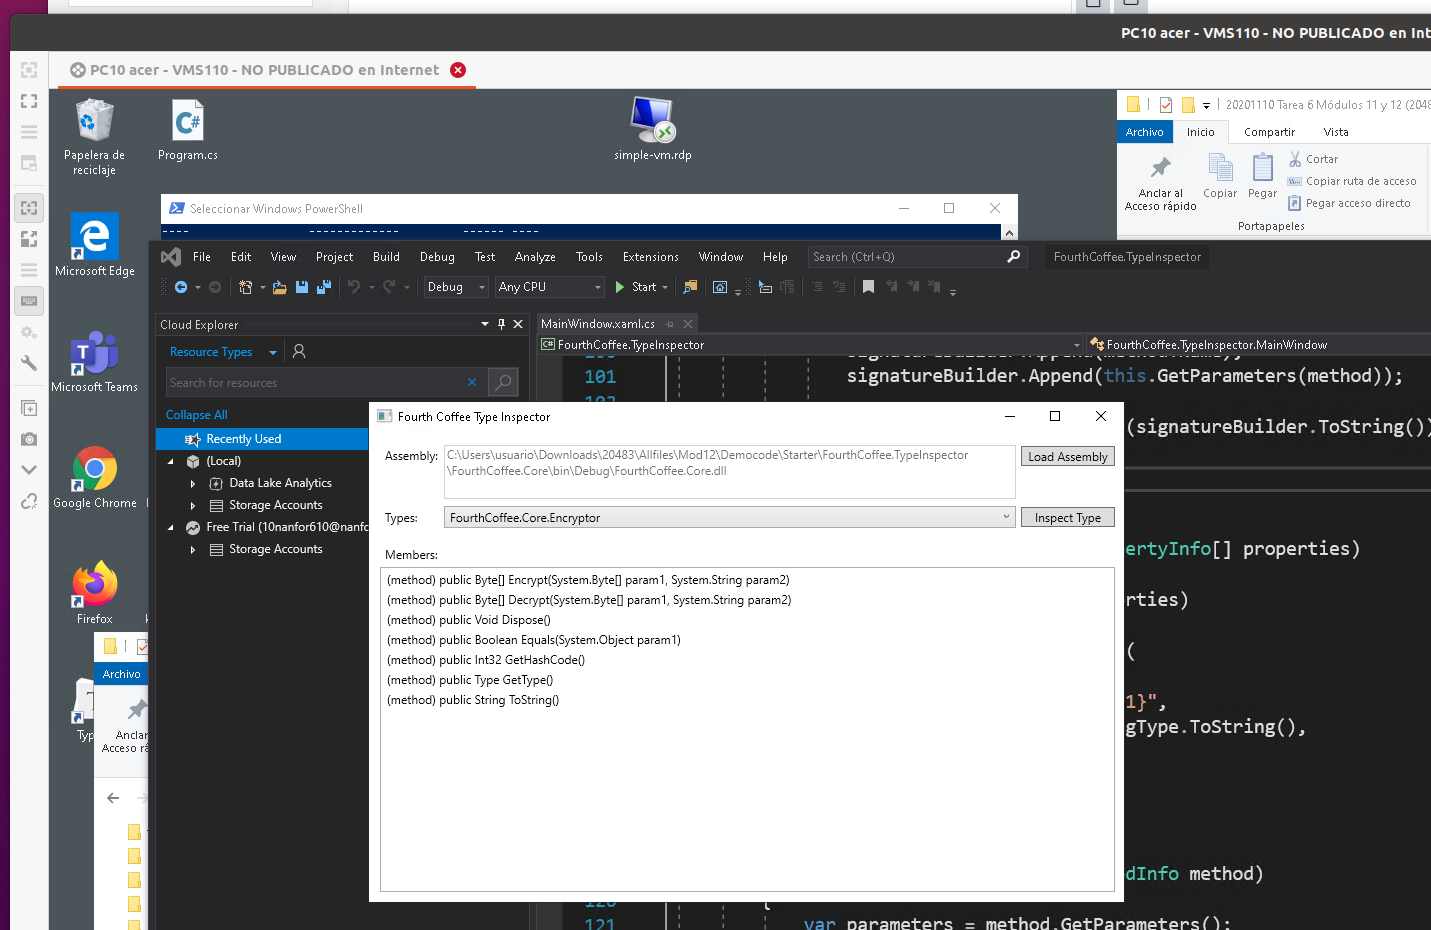 PC10 acer - VMS110 - NO PUBLICADO en Int
PC10 acer - VMS110 - NO PUBLICADO en Internet
Papelera de
reciclaje
Program.cs
simple-vm.rdp
20201110 Tarea 6 Módulos 11 y 12 (2048
Archivo Inicio Compartir Vista
Anclar al
Acceso rápido
Copiar
Pegar
Cortar
Copiar ruta de acceso
Pegar acceso directo
Portapapeles
Seleccionar Windows PowerShell
---- ------------- ------ ----
Microsoft Edge
Microsoft Teams
Google Chrome
Firefox
File Edit View Project Build Debug Test Analyze Tools Extensions Window Help
Search (Ctrl+Q)
FourthCoffee.TypeInspector
Debug Any CPU Start
Cloud Explorer
Resource Types
Search for resources
Collapse All
Recently Used
(Local)
Data Lake Analytics
Storage Accounts
Free Trial (10nanfor610@nanfo
Storage Accounts
MainWindow.xaml.cs
FourthCoffee.TypeInspector
FourthCoffee.TypeInspector.MainWindow
101 signatureBuilder.Append(this.GetParameters(method));
(signatureBuilder.ToString())
ertyInfo[] properties)
rties)
(
1}",
gType.ToString(),
dInfo method)
{
121 var parameters = method.GetParameters();
Fourth Coffee Type Inspector
Assembly:
C:\Users\usuario\Downloads\20483\Allfiles\Mod12\Democode\Starter\FourthCoffee.TypeInspector
\FourthCoffee.Core\bin\Debug\FourthCoffee.Core.dll
Load Assembly
Types:
FourthCoffee.Core.Encryptor
Inspect Type
Members:
(method) public Byte[] Encrypt(System.Byte[] param1, System.String param2)
(method) public Byte[] Decrypt(System.Byte[] param1, System.String param2)
(method) public Void Dispose()
(method) public Boolean Equals(System.Object param1)
(method) public Int32 GetHashCode()
(method) public Type GetType()
(method) public String ToString()
Archivo
Anclar
Acceso rá
Typ